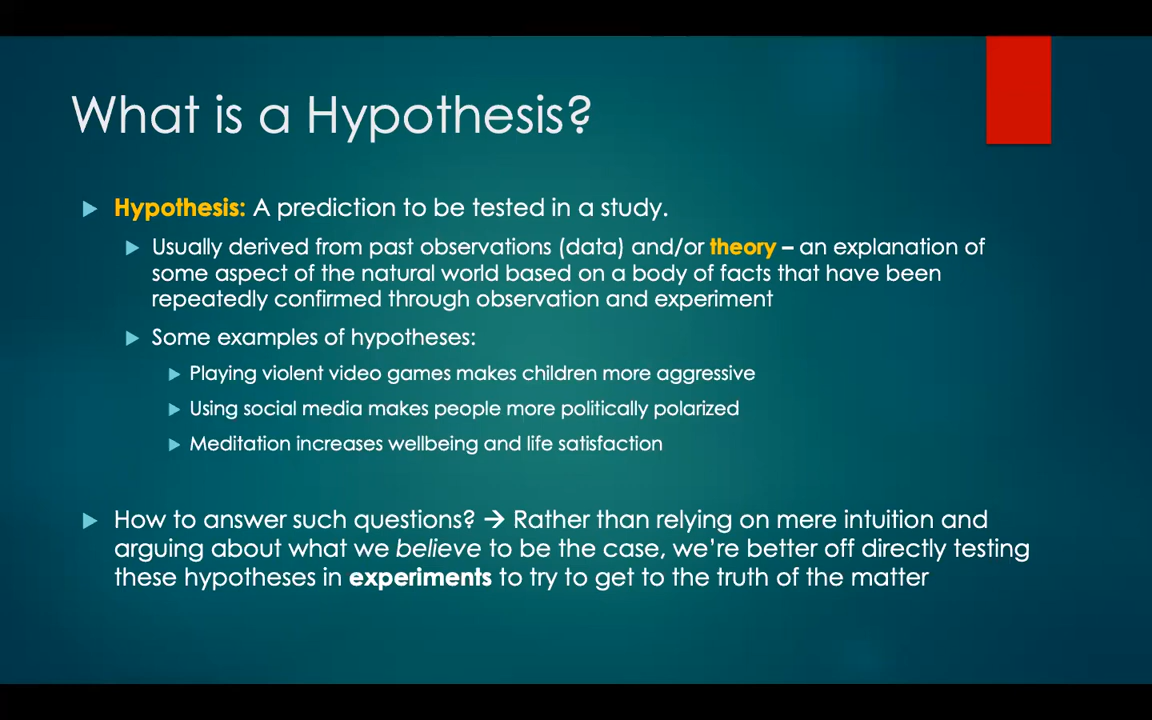 What is a Hypothesis?
Hypothesis: A prediction to be tested in a study.
Usually derived from past observations (data) and/or theory – an explanation of
some aspect of the natural world based on a body of facts that have been
repeatedly confirmed through observation and experiment
Some examples of hypotheses:
Playing violent video games makes children more aggressive
Using social media makes people more politically polarized
Meditation increases wellbeing and life satisfaction
How to answer such questions? → Rather than relying on mere intuition and
arguing about what we believe to be the case, we’re better off directly testing
these hypotheses in experiments to try to get to the truth of the matter